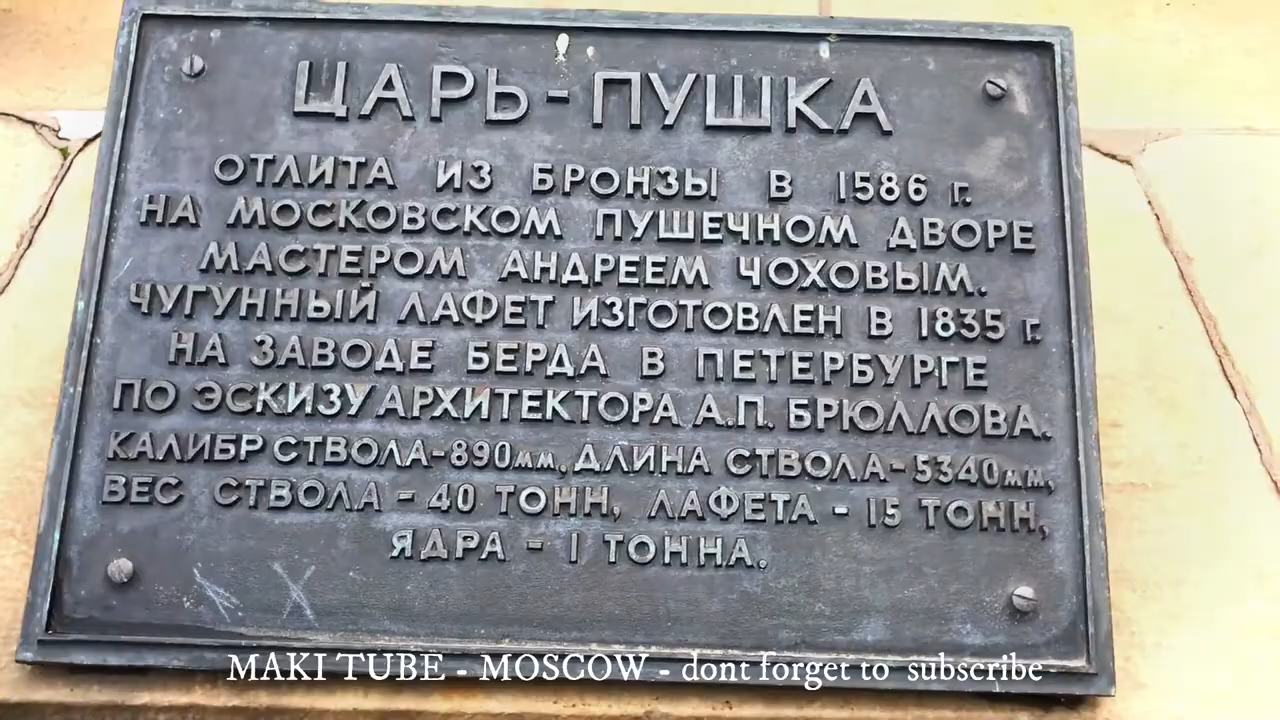 ЦАРЬ-ПУШКА
ОТЛИТА ИЗ БРОНЗЫ В 1586 г.
НА МОСКОВСКОМ ПУШЕЧНОМ ДВОРЕ
МАСТЕРОМ АНДРЕЕМ ЧОХОВЫМ.
ЧУГУННЫЙ ЛАФЕТ ИЗГОТОВЛЕН В 1835 г.
НА ЗАВОДЕ БЕРДА В ПЕТЕРБУРГЕ
ПО ЭСКИЗУ АРХИТЕКТОРА А.П. БРЮЛЛОВА.
КАЛИБР СТВОЛА-890мм, ДЛИНА СТВОЛА-5340мм,
ВЕС СТВОЛА - 40 ТОНН, ЛАФЕТА - 15 ТОНН,
ЯДРА - 1 ТОННА.
MAKI TUBE - MOSCOW - dont forget to subscribe